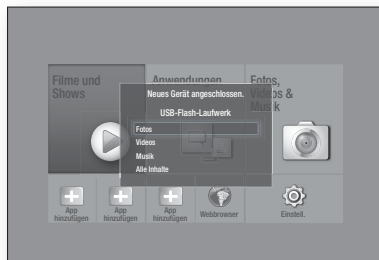 Filme und
Shows
Anwendungen
Fotos,
Videos &
Musik
Neues Gerät angeschlossen.
USB-Flash-Laufwerk
Fotos
Videos
Musik
Alle Inhalte
App
hinzufügen
App
hinzufügen
App
hinzufügen
Webbrowser
Einstell.